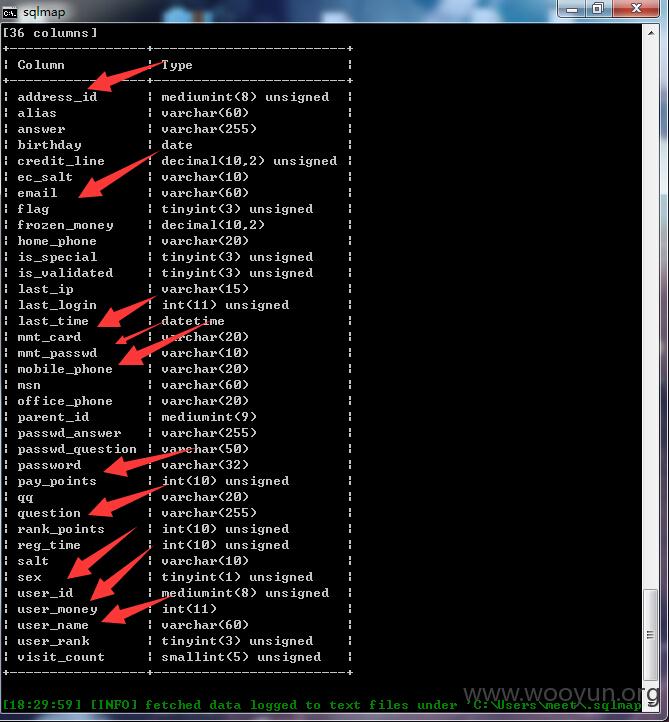 sqlmap
[36 columns]
| Column | Type |
| address_id | mediumint(8) unsigned |
| alias | varchar(60) |
| answer | varchar(255) |
| birthday | date |
| credit_line | decimal(10,2) unsigned |
| ec_salt | varchar(10) |
| email | varchar(60) |
| flag | tinyint(3) unsigned |
| frozen_money | decimal(10,2) |
| home_phone | varchar(20) |
| is_special | tinyint(3) unsigned |
| is_validated | tinyint(3) unsigned |
| last_ip | varchar(15) |
| last_login | int(11) unsigned |
| last_time | datetime |
| mmt_card | varchar(20) |
| mmt_passwd | varchar(10) |
| mobile_phone | varchar(20) |
| msn | varchar(60) |
| office_phone | varchar(20) |
| parent_id | mediumint(9) |
| passwd_answer | varchar(255) |
| passwd_question | varchar(50) |
| password | varchar(32) |
| pay_points | int(10) unsigned |
| qq | varchar(20) |
| question | varchar(255) |
| rank_points | int(10) unsigned |
| reg_time | int(10) unsigned |
| salt | varchar(10) |
| sex | tinyint(1) unsigned |
| user_id | mediumint(8) unsigned |
| user_money | int(11) |
| user_name | varchar(60) |
| user_rank | tinyint(3) unsigned |
| visit_count | smallint(5) unsigned |
www.wooyun.org
[18:29:59] [INFO] fetched data logged to text files under 'C:\Users\meet\.sqlmap